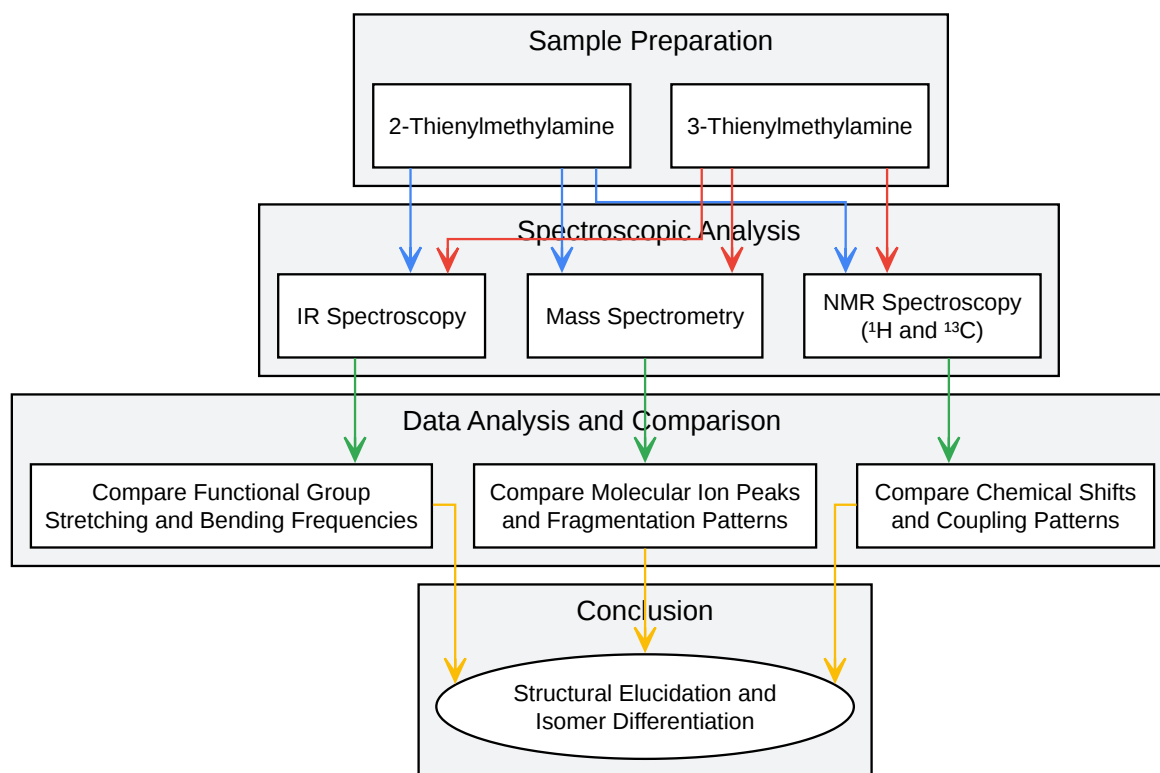 Sample Preparation
2-Thienylmethylamine
3-Thienylmethylamine
Spectroscopic Analysis
IR Spectroscopy
Mass Spectrometry
NMR Spectroscopy
(¹H and ¹³C)
Data Analysis and Comparison
Compare Functional Group
Stretching and Bending Frequencies
Compare Molecular Ion Peaks
and Fragmentation Patterns
Compare Chemical Shifts
and Coupling Patterns
Conclusion
Structural Elucidation and
Isomer Differentiation